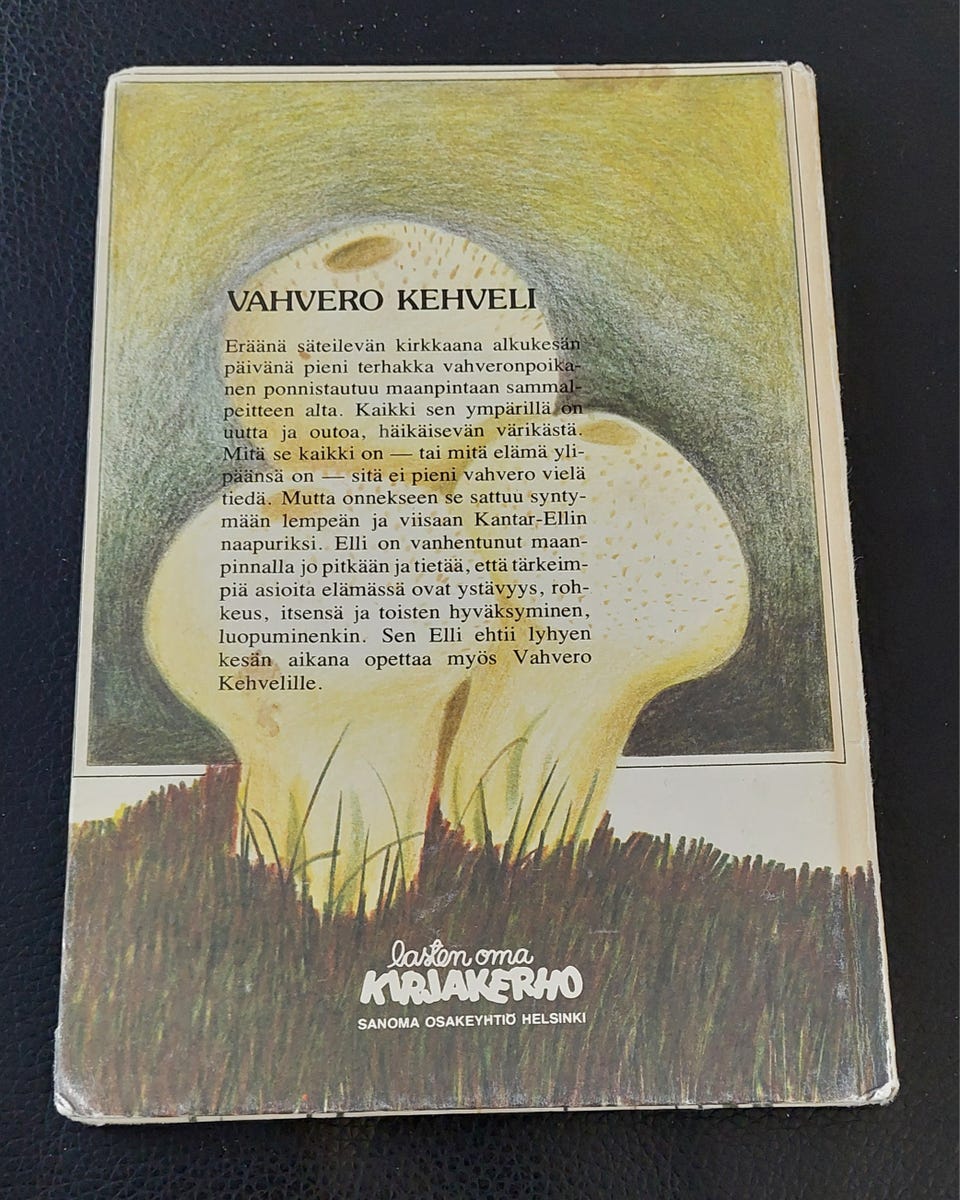 VAHVERO KEHVELI
Eräänä säteilevän kirkkaana alkukesän
päivänä pieni terhakka vahveronpoika-
nen ponnistautuu maanpintaan sammal-
peitteen alta. Kaikki sen ympärillä on
uutta ja outoa, häikäisevän värikästä.
Mitä se kaikki on — tai mitä elämä yli-
päänsä on — sitä ei pieni vahvero vielä
tiedä. Mutta onnekseen se sattuu synty-
mään lempeän ja viisaan Kantar-Ellin
naapuriksi. Elli on vanhentunut maan-
pinnalla jo pitkään ja tietää, että tärkeim-
piä asioita elämässä ovat ystävyys, roh-
keus, itsensä ja toisten hyväksyminen,
luopuminenkin. Sen Elli ehtii lyhyen
kesän aikana opettaa myös Vahvero
Kehvelille.
lasten oma
KIRJAKERHO
SANOMA OSAKEYHTIÖ HELSINKI